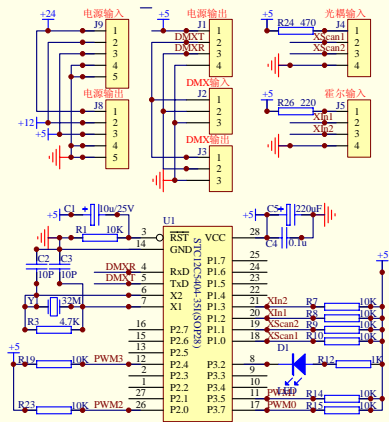 电源输入
J9
+24
1
2
3
4
5
电源输出
J8
+12
+5
1
2
3
4
5
电源输出
+5
J1
DMXT
DMXR
1
2
3
4
DMX输入
J2
1
2
3
DMX输出
J3
1
2
3
光耦输入
+5
R24 470
J4
XScan1
XScan2
1
2
3
4
霍尔输入
+5
R26 220
J5
XIn1
XIn2
1
2
3
4
C1
+5
10u/25V
R1
10K
C2
C3
10P
10P
Y
32M
R3
4.7K
DMXR
DMXT
+5
R19
10K
PWM3
R23
10K
PWM2
U1
3
RST
14
GND
4
RxD
5
TxD
6
X2
7
X1
16
P2.7
15
P2.6
13
P2.5
12
P2.4
2
P2.3
1
P2.2
27
P2.1
26
P2.0
VCC
28
P1.7
25
P1.6
24
P1.5
23
P1.4
22
P1.3
21
P1.2
20
P1.1
19
P1.0
18
P3.2
8
P3.3
9
P3.4
10
P3.5
11
P3.7
17
C5
+5
220uF
C4
0.1u
+5
XIn2
R7
10K
XIn1
R8
10K
XScan2
R9
10K
XScan1
R10
10K
D1
LED
R12
1K
R14
10K
PWM0
R15
10K